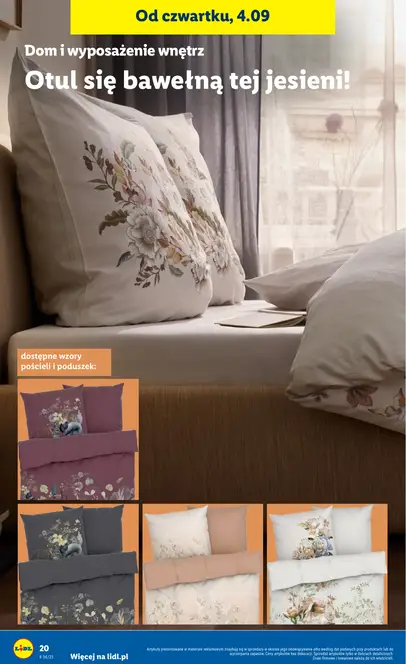 Od czwartku, 4.09
Dom i wyposażenie wnętrz
Otul się bawełną tej jesieni!
dostępne wzory
pościeli i poduszek:
LIDL
20
Więcej na lidl.pl